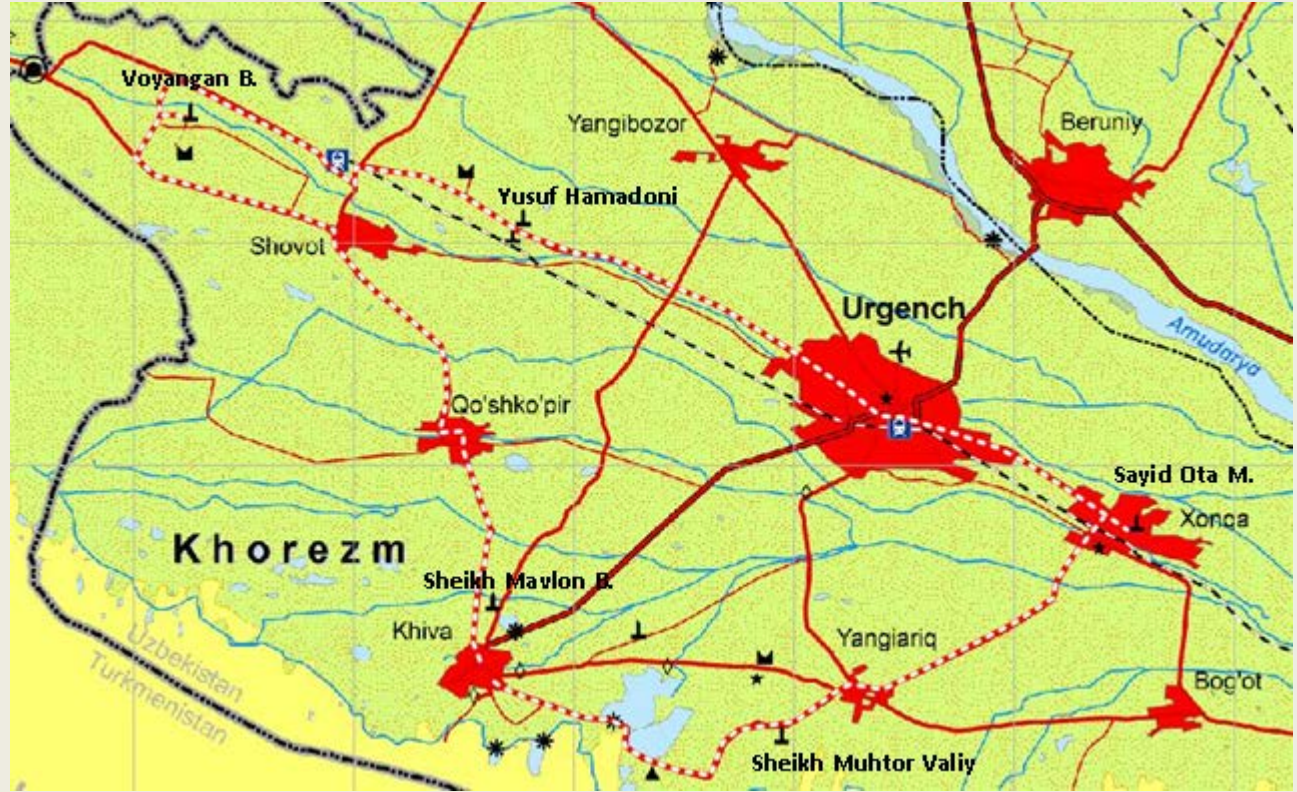 Voyangan B.
Yangibozor
Beruniy
Yusuf Hamadoni
Shovot
Urgench
Amudarya
Qo'shko'pir
Sayid Ota M.
Xonqa
Khorezm
Sheikh Mavlon B.
Khiva
Yangiariq
Uzbekistan
Turkmenistan
Bog'ot
Sheikh Muhtor Valiy